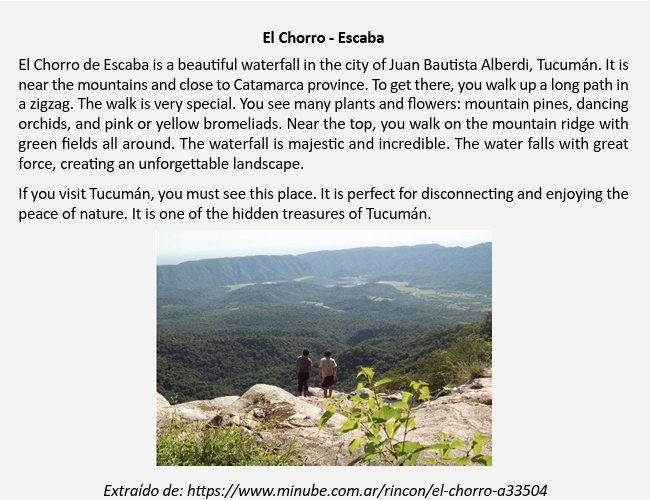 El Chorro - Escaba
El Chorro de Escaba is a beautiful waterfall in the city of Juan Bautista Alberdi, Tucumán. It is
near the mountains and close to Catamarca province. To get there, you walk up a long path in
a zigzag. The walk is very special. You see many plants and flowers: mountain pines, dancing
orchids, and pink or yellow bromeliads. Near the top, you walk on the mountain ridge with
green fields all around. The waterfall is majestic and incredible. The water falls with great
force, creating an unforgettable landscape.
If you visit Tucumán, you must see this place. It is perfect for disconnecting and enjoying the
peace of nature. It is one of the hidden treasures of Tucumán.
Extraído de: https://www.minube.com.ar/rincon/el-chorro-a33504